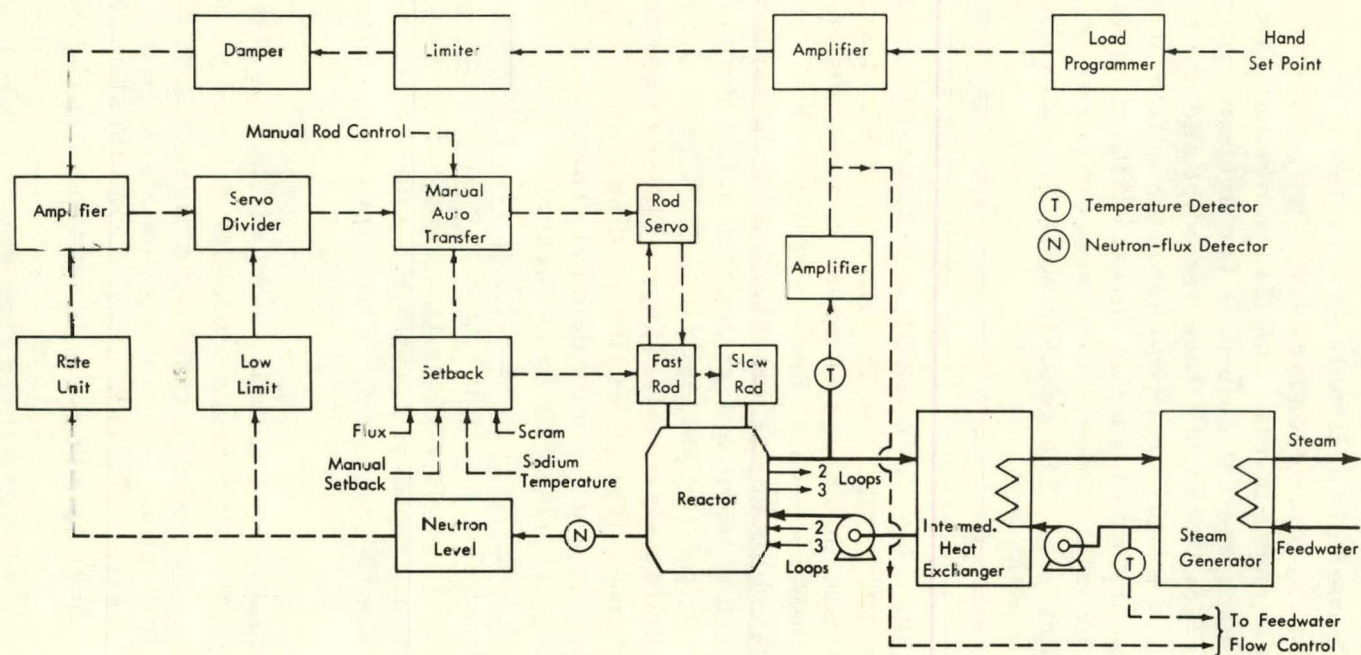 Damper
Limiter
Amplifier
Load
Programmer
Hand
Set Point
Manual Rod Control
Amplifier
Servo
Divider
Manual
Auto
Transfer
Rod
Servo
T Temperature Detector
N Neutron-flux Detector
Amplifier
Rate
Unit
Low
Limit
Setback
Fast
Rod
Slow
Rod
T
Flux
Scram
Manual
Setback
Sodium
Temperature
Reactor
2
3
Loops
2
3
Loops
Neutron
Level
N
Intermed.
Heat
Exchanger
Steam
Generator
Steam
Feedwater
T
To Feedwater
Flow Control